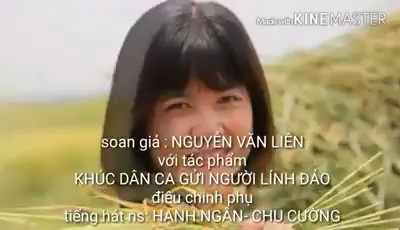 Made with KINEMASTER
soạn giả : NGUYỄN VĂN LIÊN
với tác phẩm
KHÚC DÂN CA GỬI NGƯỜI LÍNH ĐẢO
điệu chinh phụ
tiếng hát ns: HẠNH NGÂN- CHU CƯỜNG